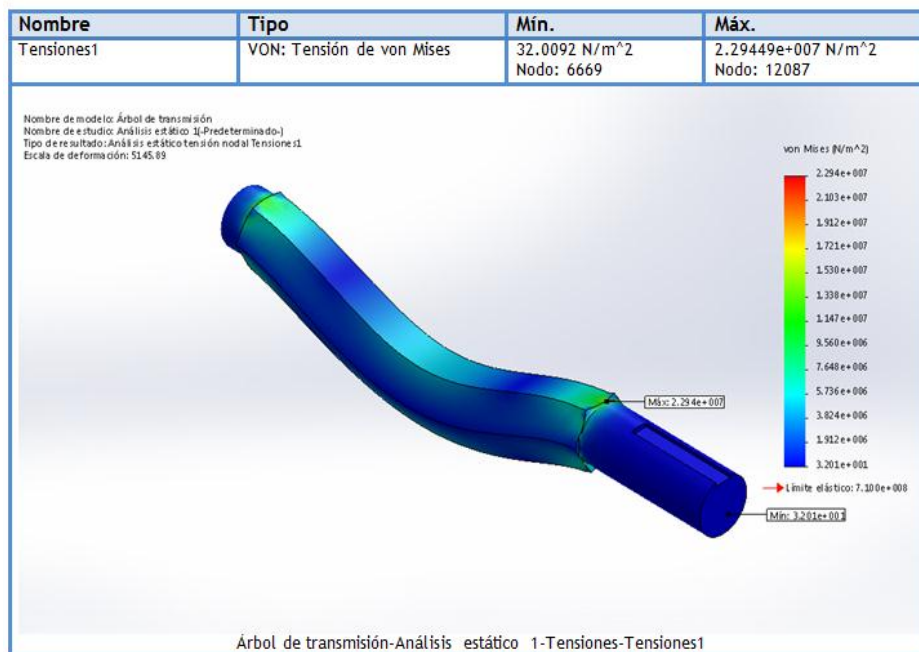 Nombre Tipo Mín. Máx.
Tensiones1 VON: Tensión de von Mises 32.0092 N/m^2 2.29449e+007 N/m^2
Nodo: 6669 Nodo: 12087
Nombre de modelo: Árbol de transmisión
Nombre de estudio: Análisis estático 1(-Predeterminado-)
Tipo de resultado: Análisis estático tensión nodal Tensiones1
Escala de deformación: 5145.89
von Mises (N/m^2)
2.294e+007
2.103e+007
1.912e+007
1.721e+007
1.530e+007
1.338e+007
1.147e+007
9.560e+006
7.648e+006
5.736e+006
3.824e+006
1.912e+006
3.201e+001
Límite elástico: 7.100e+008
Máx: 2.294e+007
Mín: 3.201e+001
Árbol de transmisión-Análisis estático 1-Tensiones-Tensiones1